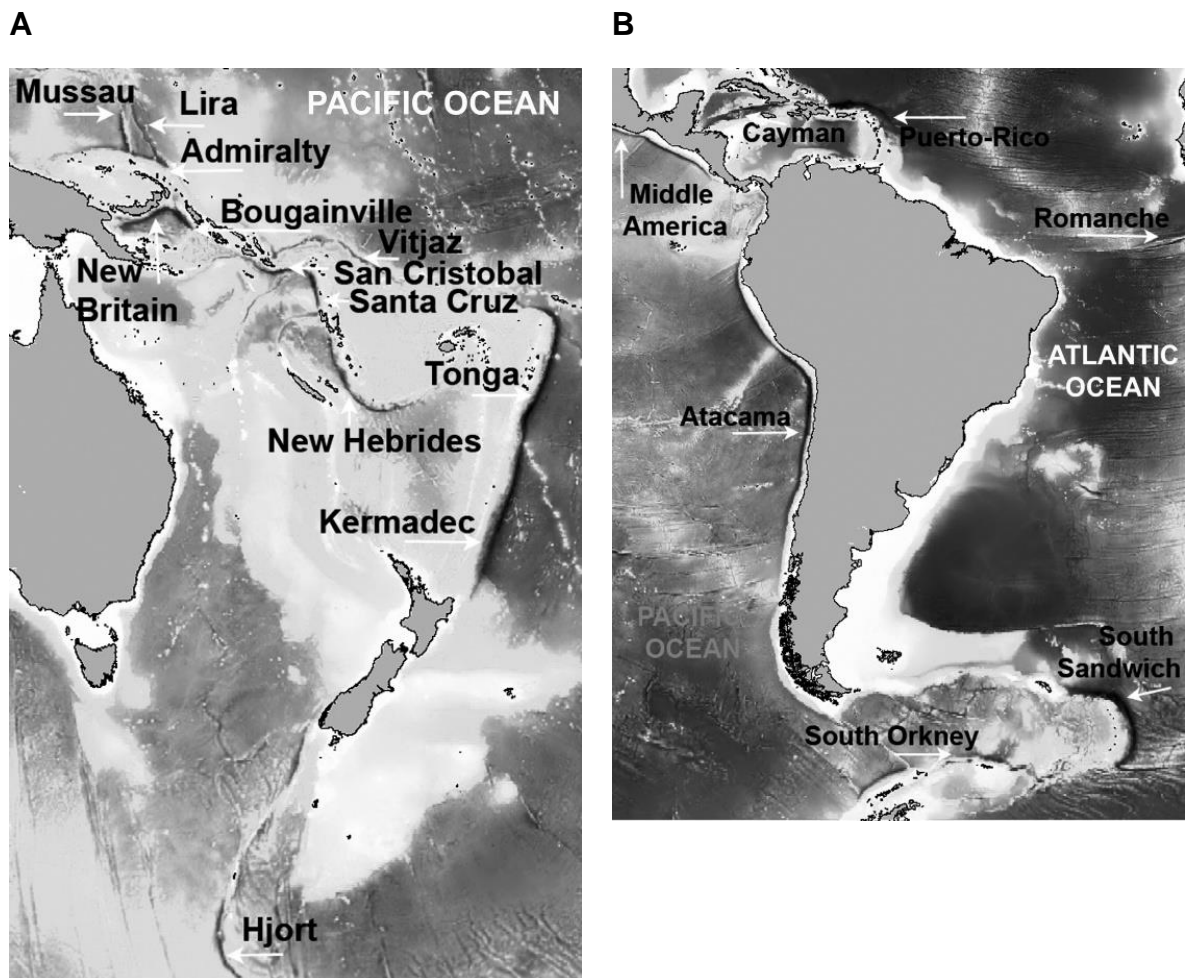 A
Mussau
Lira
PACIFIC OCEAN
Admiralty
Bougainville
Vitjaz
New
Britain
San Cristobal
Santa Cruz
Tonga
New Hebrides
Kermadec
Hjort
B
Cayman
Puerto-Rico
Middle
America
Romanche
ATLANTIC
OCEAN
Atacama
PACIFIC
OCEAN
South
Sandwich
South Orkney